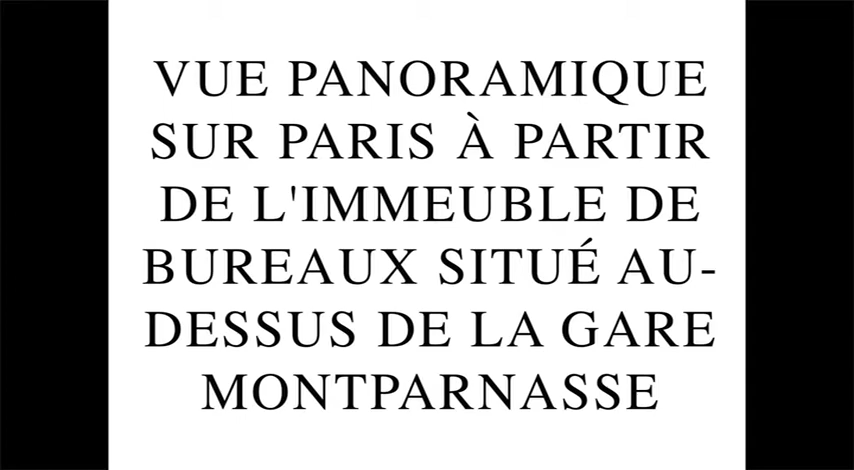 VUE PANORAMIQUE
SUR PARIS À PARTIR
DE L'IMMEUBLE DE
BUREAUX SITUÉ AU-
DESSUS DE LA GARE
MONTPARNASSE